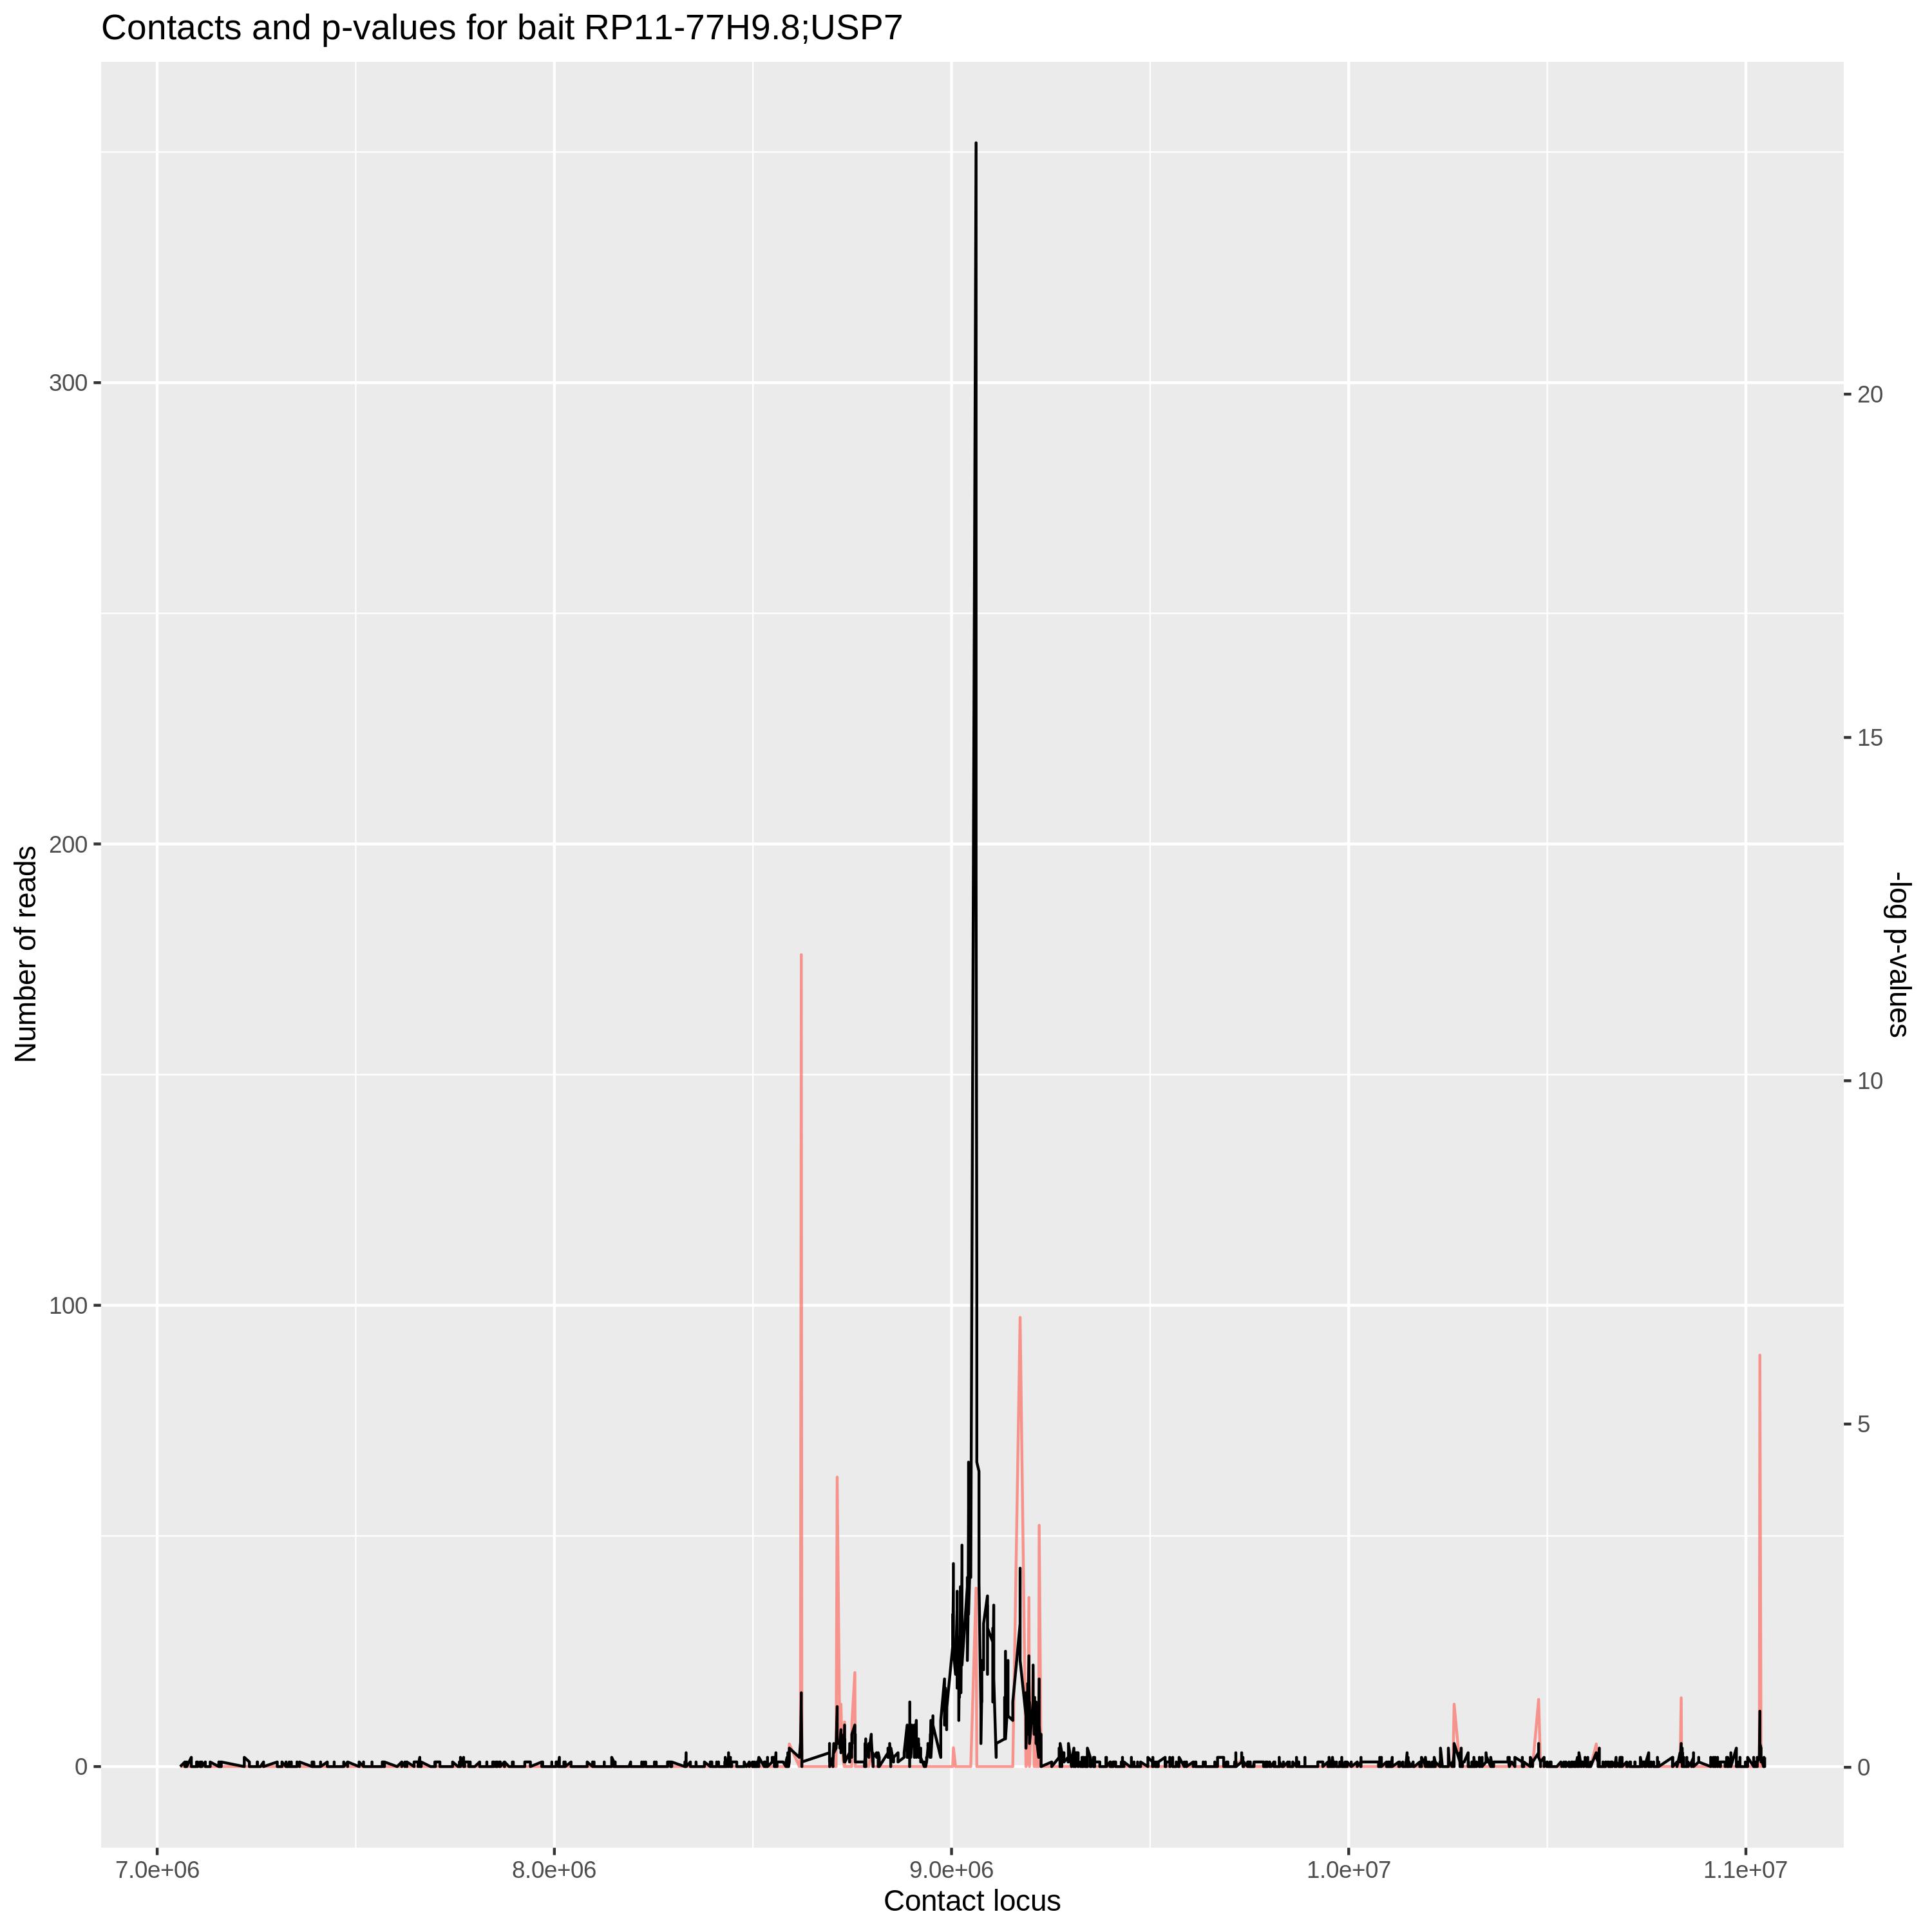 Contacts and p-values for bait RP11-77H9.8;USP7
Number of reads
300
200
100
0
20
15
10
5
0
-log p-values
7.0e+06
8.0e+06
9.0e+06
1.0e+07
1.1e+07
Contact locus